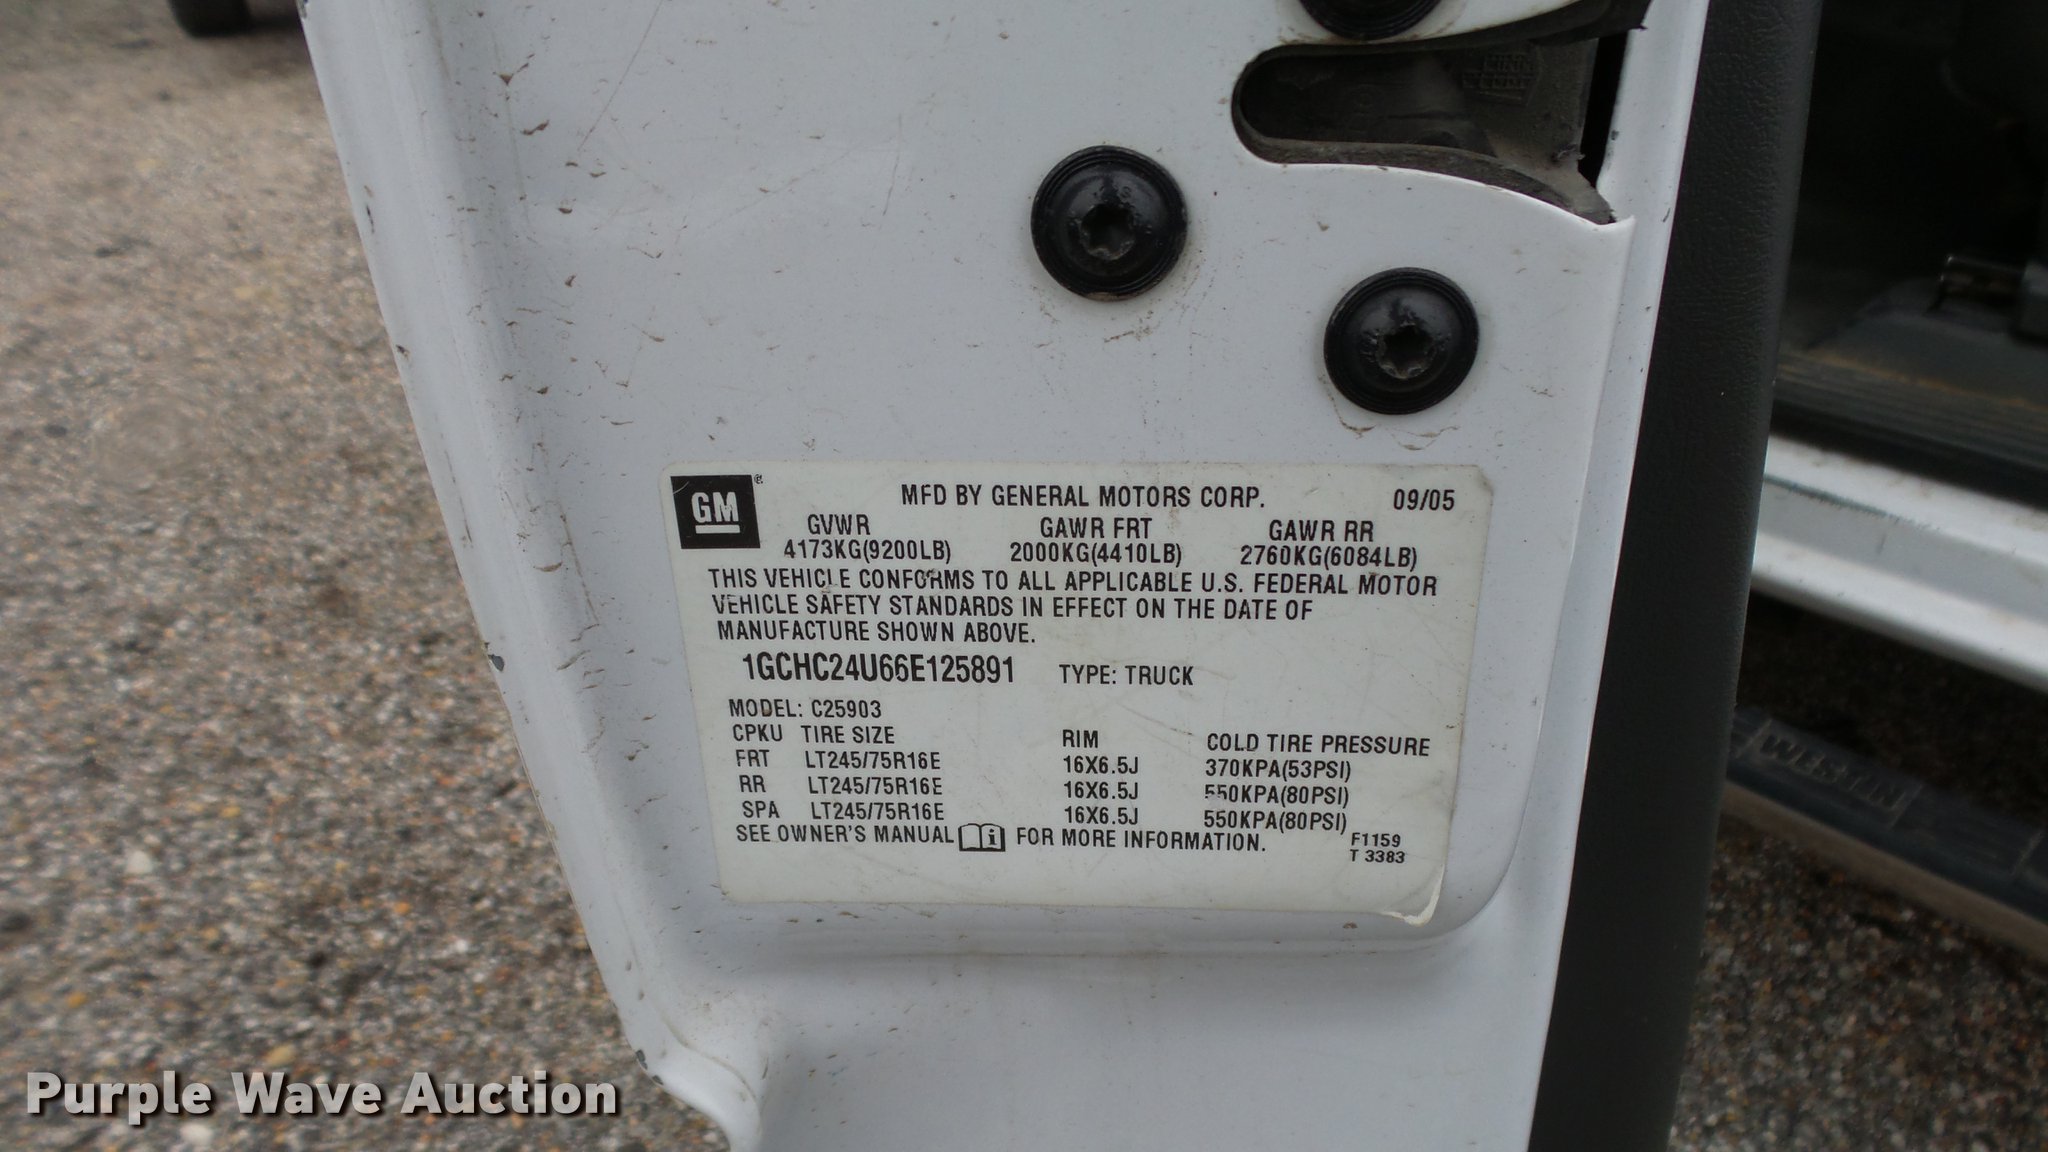 GM®
MFD BY GENERAL MOTORS CORP. 09/05
GVWR GAWR FRT GAWR RR
4173KG(9200LB) 2000KG(4410LB) 2760KG(6084LB)
THIS VEHICLE CONFORMS TO ALL APPLICABLE U.S. FEDERAL MOTOR
VEHICLE SAFETY STANDARDS IN EFFECT ON THE DATE OF
MANUFACTURE SHOWN ABOVE.
1GCHC24U66E125891 TYPE: TRUCK
MODEL: C25903
CPKU TIRE SIZE RIM COLD TIRE PRESSURE
FRT LT245/75R16E 16X6.5J 370KPA(53PSI)
RR LT245/75R16E 16X6.5J 550KPA(80PSI)
SPA LT245/75R16E 16X6.5J 550KPA(80PSI)
SEE OWNER'S MANUAL i FOR MORE INFORMATION.
F1159
T 3383
WESTIN
Purple Wave Auction